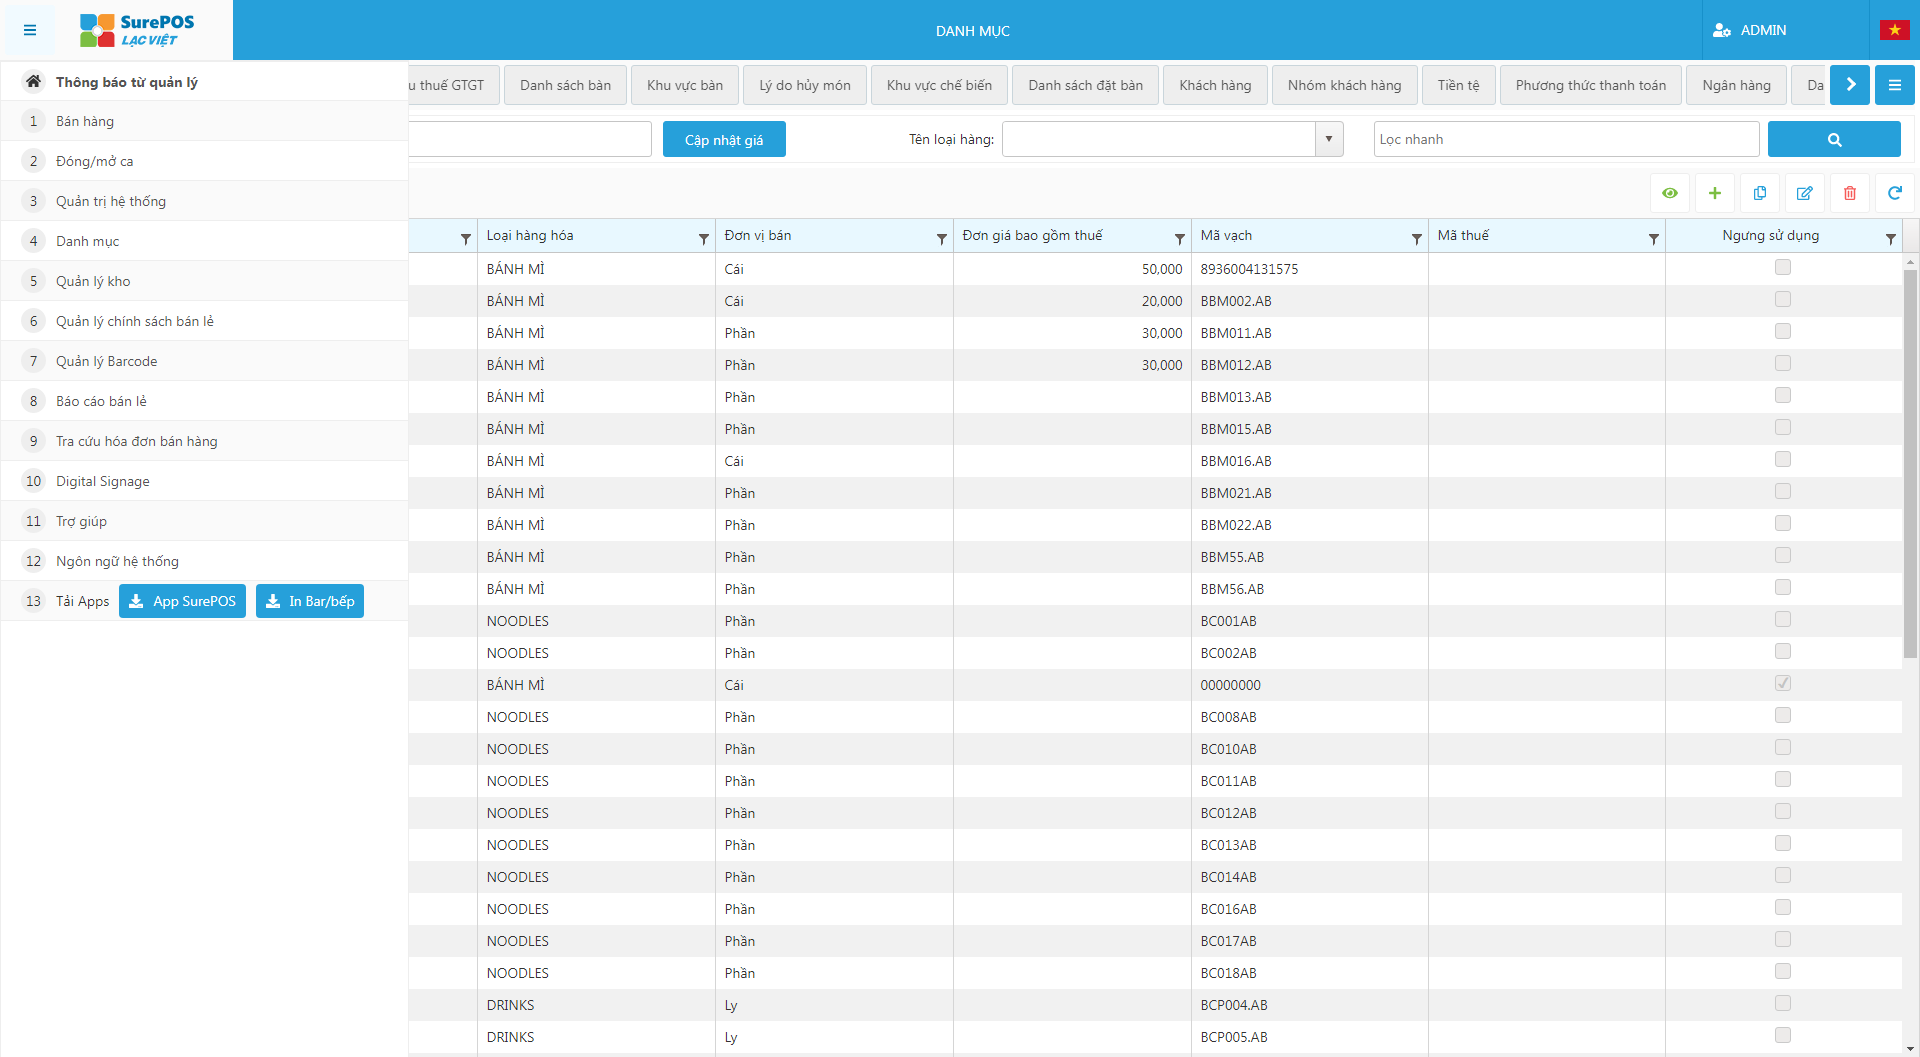 SurePOS
LẠC VIỆT
DANH MỤC
ADMIN
Thông báo từ quản lý
1 Bán hàng
2 Đóng/mở ca
3 Quản trị hệ thống
4 Danh mục
5 Quản lý kho
6 Quản lý chính sách bán lẻ
7 Quản lý Barcode
8 Báo cáo bán lẻ
9 Tra cứu hóa đơn bán hàng
10 Digital Signage
11 Trợ giúp
12 Ngôn ngữ hệ thống
13 Tải Apps App SurePOS In Bar/bếp
u thuế GTGT Danh sách bàn Khu vực bàn Lý do hủy món Khu vực chế biến Danh sách đặt bàn Khách hàng Nhóm khách hàng Tiền tệ Phương thức thanh toán Ngân hàng Da
Cập nhật giá Tên loại hàng: Lọc nhanh
Loại hàng hóa Đơn vị bán Đơn giá bao gồm thuế Mã vạch Mã thuế Ngưng sử dụng
BÁNH MÌ Cái 50,000 8936004131575
BÁNH MÌ Cái 20,000 BBM002.AB
BÁNH MÌ Phần 30,000 BBM011.AB
BÁNH MÌ Phần 30,000 BBM012.AB
BÁNH MÌ Phần BBM013.AB
BÁNH MÌ Phần BBM015.AB
BÁNH MÌ Cái BBM016.AB
BÁNH MÌ Phần BBM021.AB
BÁNH MÌ Phần BBM022.AB
BÁNH MÌ Phần BBM55.AB
BÁNH MÌ Phần BBM56.AB
NOODLES Phần BC001AB
NOODLES Phần BC002AB
BÁNH MÌ Cái 00000000
NOODLES Phần BC008AB
NOODLES Phần BC010AB
NOODLES Phần BC011AB
NOODLES Phần BC012AB
NOODLES Phần BC013AB
NOODLES Phần BC014AB
NOODLES Phần BC016AB
NOODLES Phần BC017AB
NOODLES Phần BC018AB
DRINKS Ly BCP004.AB
DRINKS Ly BCP005.AB